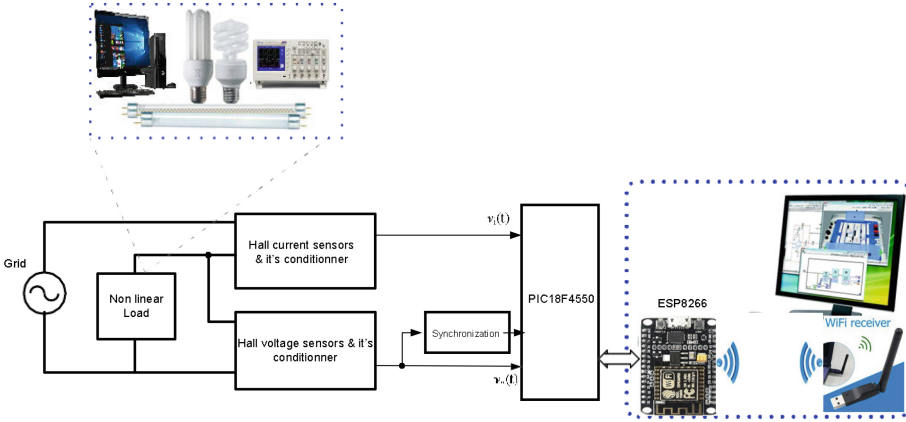 Grid
Non linear
Load
Hall current sensors
& it's conditionner
Hall voltage sensors & it's
conditionner
vi(t)
Synchronization
PIC18F4550
ESP8266
WiFi receiver